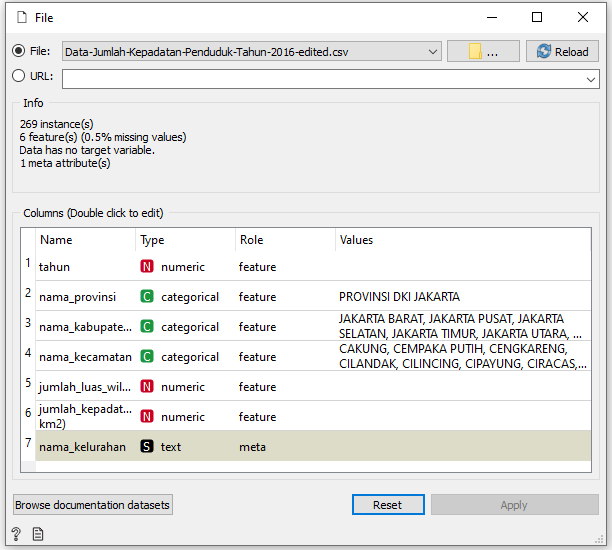 File
File: Data-Jumlah-Kepadatan-Penduduk-Tahun-2016-edited.csv ... Reload
URL:
Info
269 instance(s)
6 feature(s) (0.5% missing values)
Data has no target variable.
1 meta attribute(s)
Columns (Double click to edit)
Name Type Role Values
1 tahun N numeric feature
2 nama_provinsi C categorical feature PROVINSI DKI JAKARTA
3 nama_kabupate... C categorical feature JAKARTA BARAT, JAKARTA PUSAT, JAKARTA
SELATAN, JAKARTA TIMUR, JAKARTA UTARA, ...
4 nama_kecamatan C categorical feature CAKUNG, CEMPAKA PUTIH, CENGKARENG,
CILANDAK, CILINCING, CIPAYUNG, CIRACAS,...
5 jumlah_luas_wil... N numeric feature
6 jumlah_kepadat...
km2) N numeric feature
7 nama_kelurahan S text meta
Browse documentation datasets Reset Apply
?